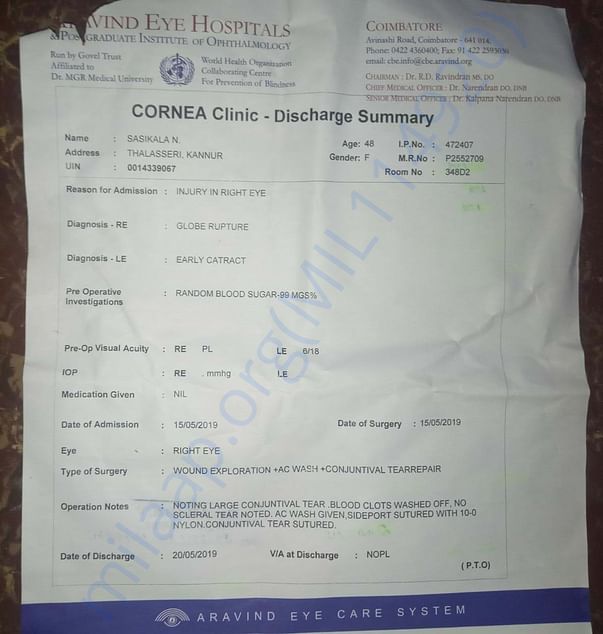 ARAVIND EYE HOSPITALS
& POSTGRADUATE INSTITUTE OF OPHTHALMOLOGY
Run by Govel Trust
Affiliated to
Dr. MGR Medical University
World Health Organization
Collaborating Centre
For Prevention of Blindness
COIMBATORE
Avinashi Road, Coimbatore - 641 014,
Phone: 0422 4360400; Fax: 91 422 2593030
email: cbe.info@cbe.aravind.org
CHAIRMAN : Dr. R.D. Ravindran MS, DO
CHIEF MEDICAL OFFICER : Dr. Narendran DO, DNB
SENIOR MEDICAL OFFICER : Dr. Kalpana Narendran DO, DNB
CORNEA Clinic - Discharge Summary
Name : SASIKALA N. Age: 48 I.P.No. : 472407
Address : THALASSERI, KANNUR Gender: F M.R.No : P2552709
UIN : 0014339067 Room No : 348D2
Reason for Admission : INJURY IN RIGHT EYE
Diagnosis - RE : GLOBE RUPTURE
Diagnosis - LE : EARLY CATRACT
Pre Operative : RANDOM BLOOD SUGAR-99 MGS%
Investigations
Pre-Op Visual Acuity : RE PL LE 6/18
IOP : RE . mmhg LE
Medication Given : NIL
Date of Admission : 15/05/2019 Date of Surgery : 15/05/2019
Eye : RIGHT EYE
Type of Surgery : WOUND EXPLORATION +AC WASH +CONJUNTIVAL TEARREPAIR
Operation Notes : NOTING LARGE CONJUNTIVAL TEAR .BLOOD CLOTS WASHED OFF, NO
SCLERAL TEAR NOTED. AC WASH GIVEN,SIDEPORT SUTURED WITH 10-0
NYLON.CONJUNTIVAL TEAR SUTURED.
Date of Discharge : 20/05/2019 V/A at Discharge : NOPL
(P.T.O)
ARAVIND EYE CARE SYSTEM